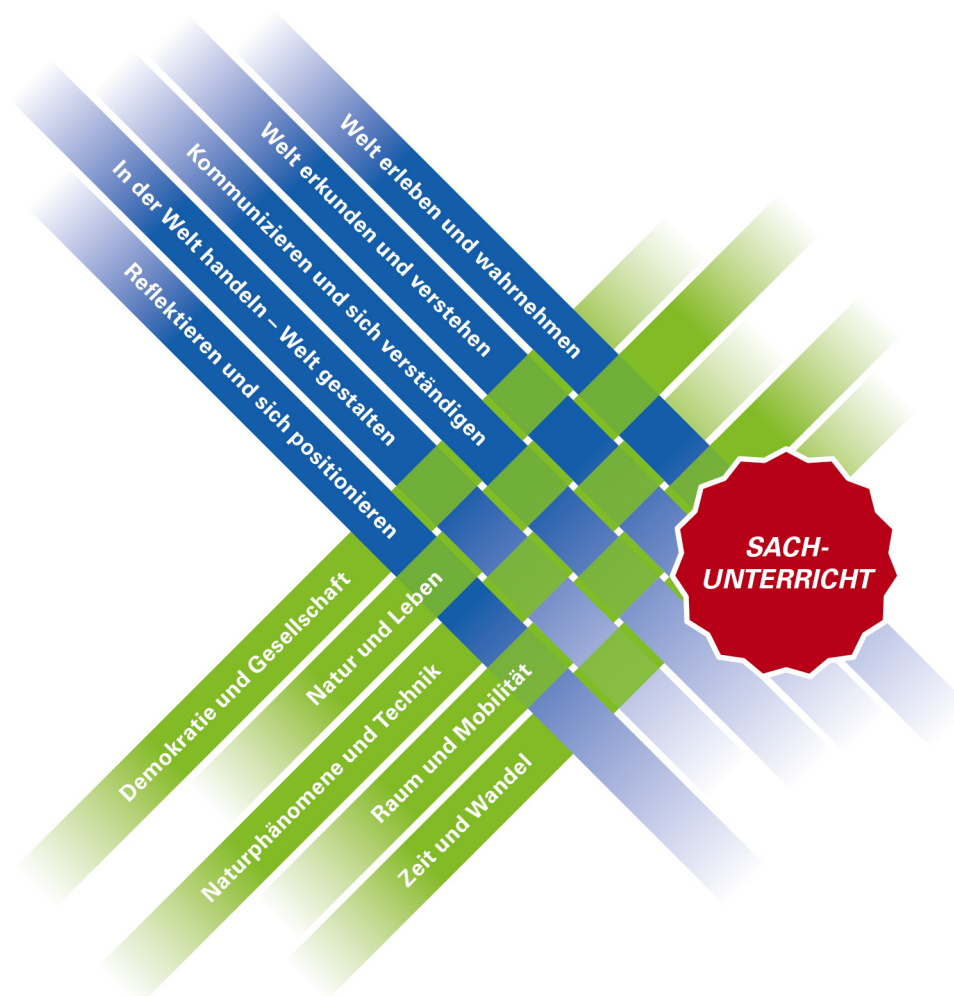 Welt erleben und wahrnehmen
Welt erkunden und verstehen
Kommunizieren und sich verständigen
In der Welt handeln – Welt gestalten
Reflektieren und sich positionieren
SACH-
UNTERRICHT
Demokratie und Gesellschaft
Natur und Leben
Naturphänomene und Technik
Raum und Mobilität
Zeit und Wandel